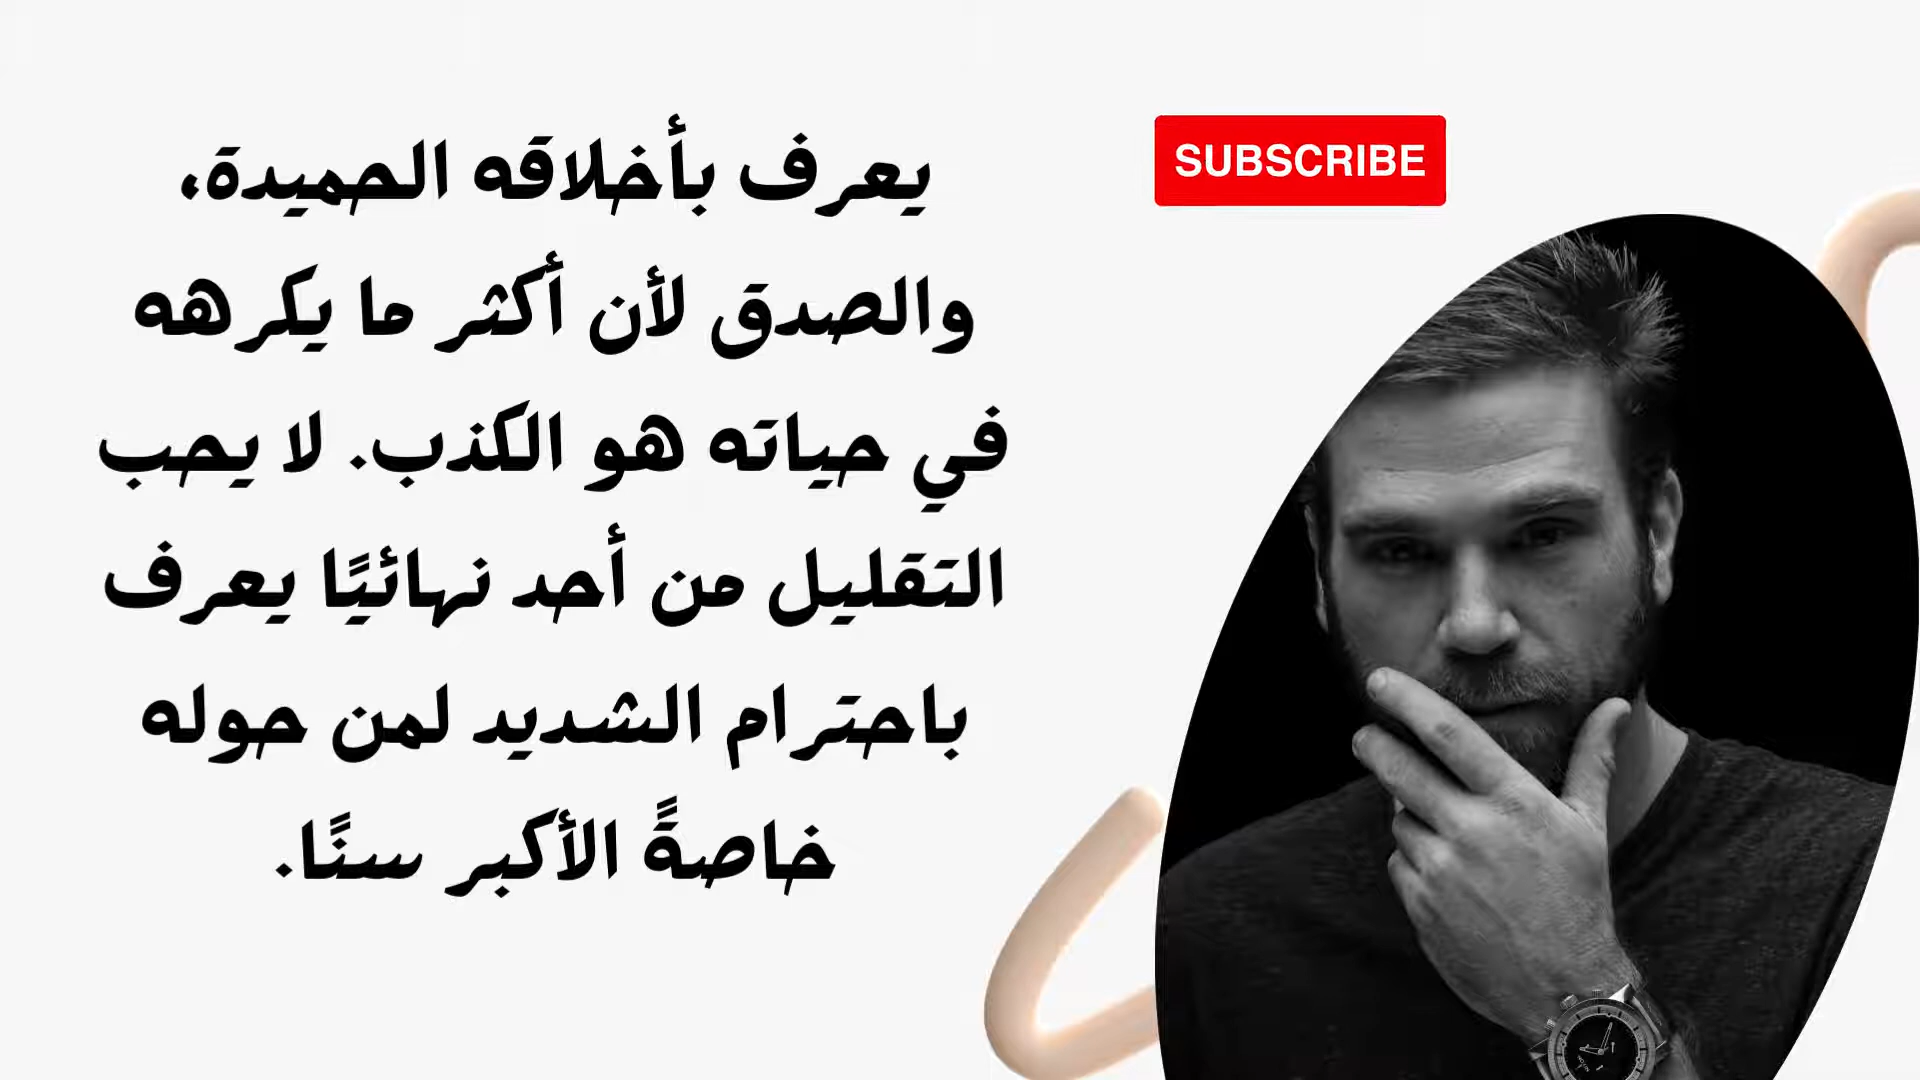 يعرف بأخلاقه الحميدة،
والصدق لأن أكثر ما يكرهه
في حياته هو الكذب. لا يحب
التقليل من أحد نهائيًا يعرف
باحترام الشديد لمن حوله
خاصةً الأكبر سنًا.
SUBSCRIBE